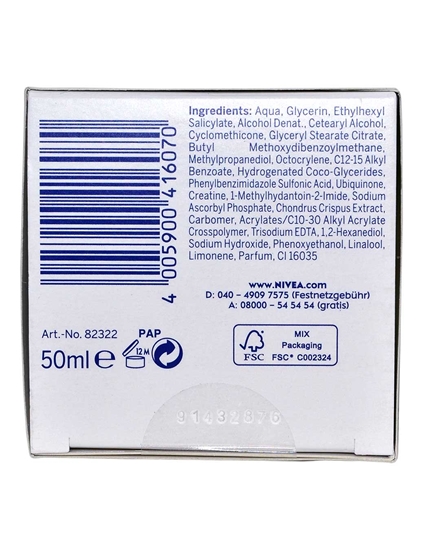 Ingredients: Aqua, Glycerin, Ethylhexyl
Salicylate, Alcohol Denat., Cetearyl Alcohol,
Cyclomethicone, Glyceryl Stearate Citrate,
Butyl Methoxydibenzoylmethane,
Methylpropanediol, Octocrylene, C12-15 Alkyl
Benzoate, Hydrogenated Coco-Glycerides,
Phenylbenzimidazole Sulfonic Acid, Ubiquinone,
Creatine, 1-Methylhydantoin-2-Imide, Sodium
Ascorbyl Phosphate, Chondrus Crispus Extract,
Carbomer, Acrylates/C10-30 Alkyl Acrylate
Crosspolymer, Trisodium EDTA, 1,2-Hexanediol,
Sodium Hydroxide, Phenoxyethanol, Linalool,
Limonene, Parfum, CI 16035
4 005900 416070
www.NIVEA.com
D: 040 – 4909 7575 (Festnetzgebühr)
A: 08000 – 54 54 54 (gratis)
Art.-No. 82322
PAP
50ml e
12 M
21
FSC
MIX
Packaging
FSC® C002324
91432876